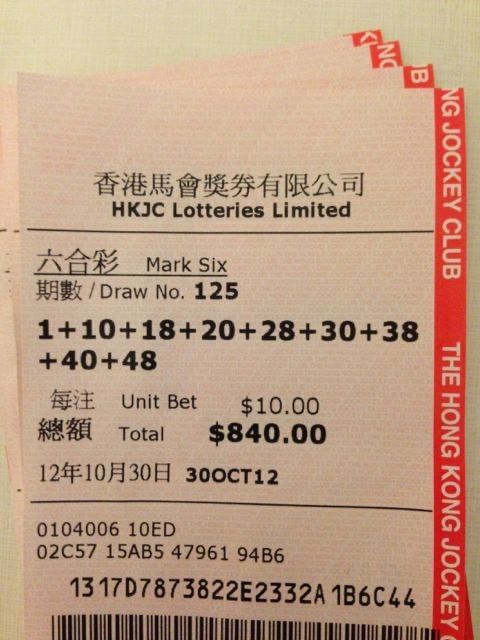 香港馬會獎券有限公司
HKJC Lotteries Limited
六合彩 Mark Six
期數 / Draw No. 125
1+10+18+20+28+30+38
+40+48
每注 Unit Bet $10.00
總額 Total $840.00
12年10月30日 30OCT12
0104006 10ED
02C57 15AB5 47961 94B6
1317D7873822E2332A1B6C44
NG JOCKEY CLUB
THE HONG KONG JOCKEY
NG
B